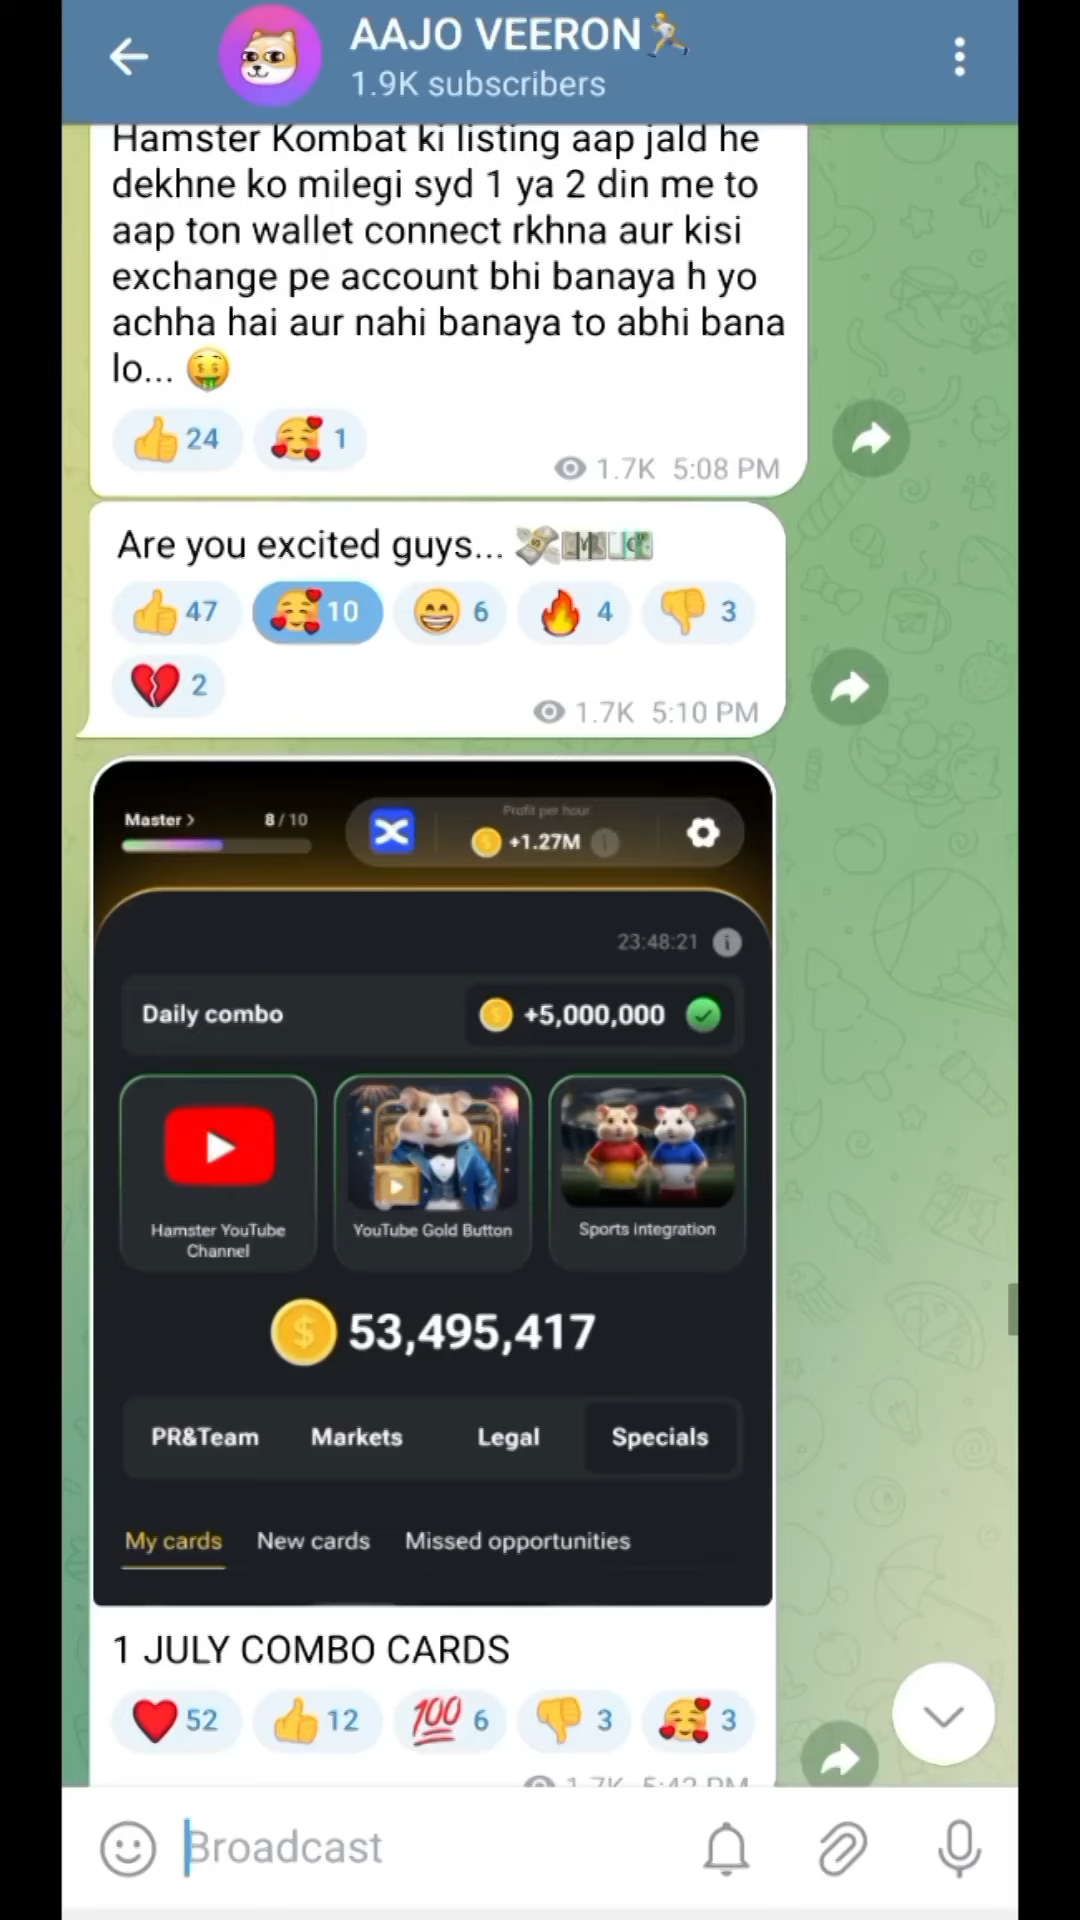 AAJO VEERON🏃
1.9K subscribers
Hamster Kombat ki listing aap jald he
dekhne ko milegi syd 1 ya 2 din me to
aap ton wallet connect rkhna aur kisi
exchange pe account bhi banaya h yo
achha hai aur nahi banaya to abhi bana
lo... 🤑
👍 24 🥰 1
1.7K 5:08 PM
Are you excited guys... 💸💵💶
👍 47 🥰 10 😁 6 🔥 4 👎 3
💔 2
1.7K 5:10 PM
Profit per hour
Master > 8/10
+1.27M
23:48:21
Daily combo +5,000,000
Hamster YouTube
Channel
YouTube Gold Button
Sports integration
53,495,417
PR&Team Markets Legal Specials
My cards New cards Missed opportunities
1 JULY COMBO CARDS
❤️ 52 👍 12 💯 6 👎 3 🥰 3
1.7K 5:42 PM
Broadcast